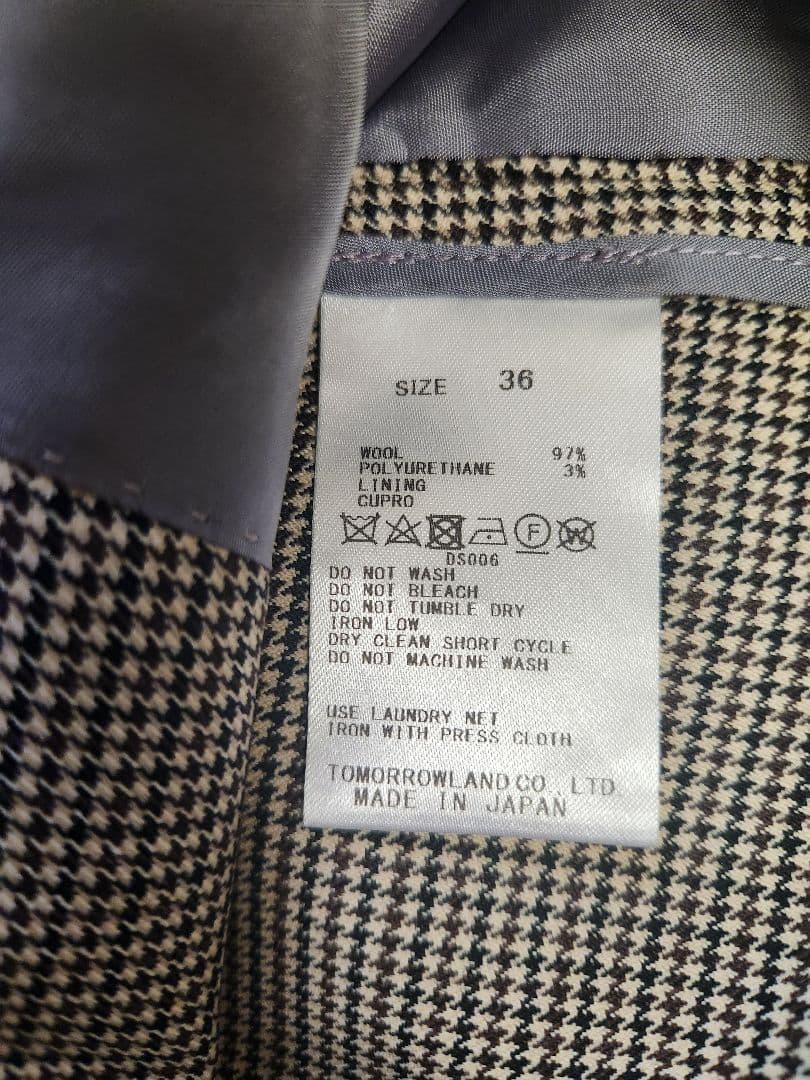 SIZE 36
WOOL 97%
POLYURETHANE 3%
LINING
CUPRO
F W
DS006
DO NOT WASH
DO NOT BLEACH
DO NOT TUMBLE DRY
IRON LOW
DRY CLEAN SHORT CYCLE
DO NOT MACHINE WASH
USE LAUNDRY NET
IRON WITH PRESS CLOTH
TOMORROWLAND CO., LTD.
MADE IN JAPAN